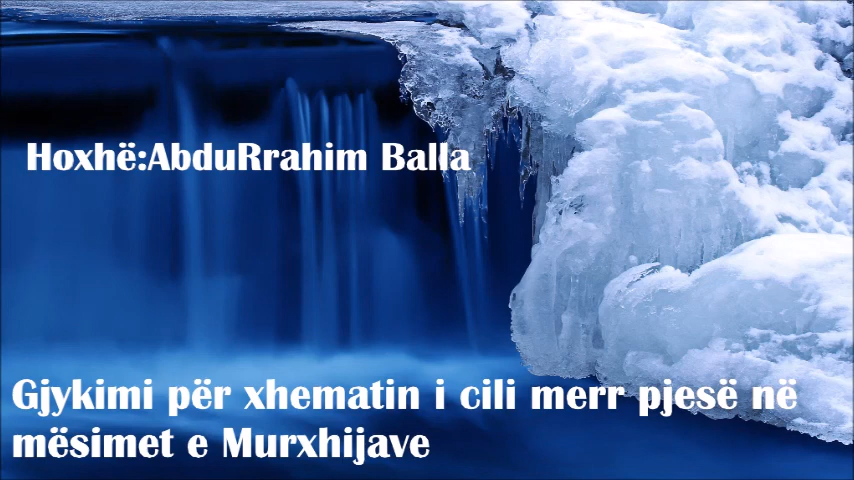 Hoxhë:AbduRrahim Balla
Gjykimi për xhematin i cili merr pjesë në
mësimet e Murxhijave